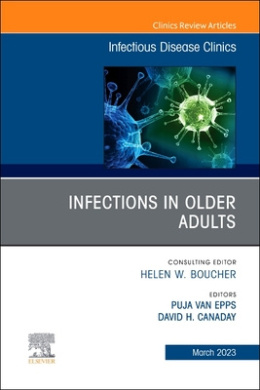 Clinics Review Articles
Infectious Disease Clinics
INFECTIONS IN OLDER
ADULTS
CONSULTING EDITOR
HELEN W. BOUCHER
EDITORS
PUJA VAN EPPS
DAVID H. CANADAY
ELSEVIER
March 2023